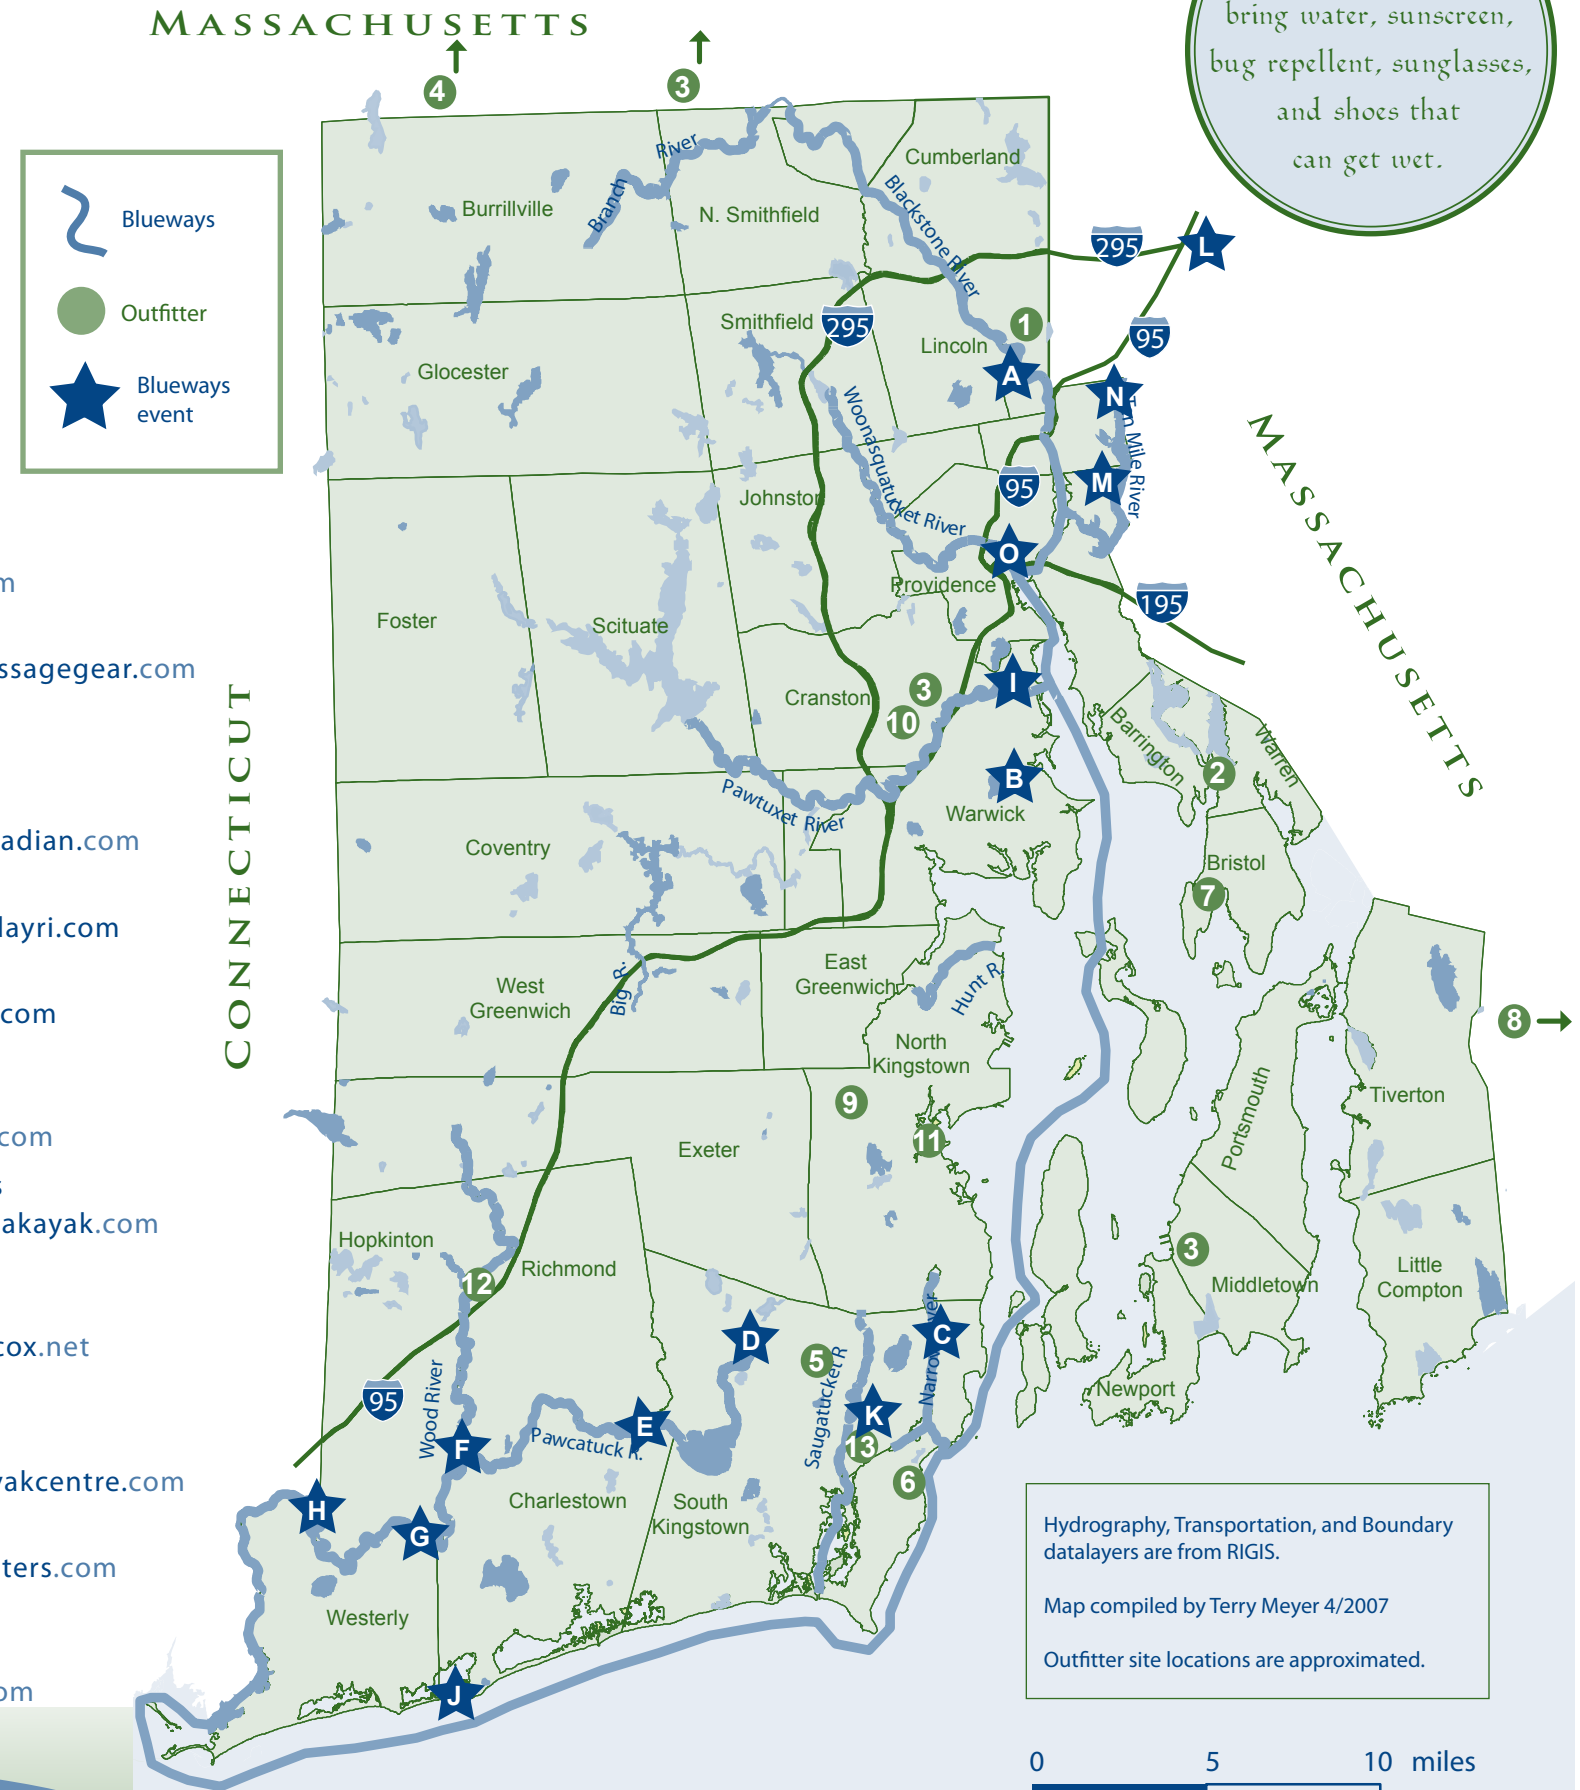 MASSACHUSETTS
bring water, sunscreen,
bug repellent, sunglasses,
and shoes that
can get wet.
4
3
Blueways
Outfitter
Blueways
event
Burrillville
Branch
River
N. Smithfield
Cumberland
Blackstone River
295
L
95
Smithfield
295
1
Lincoln
A
N
Glocester
Woonasquatucket River
Mile River
M
95
MASSACHUSETTS
Johnston
O
Providence
195
Foster
Scituate
Cranston
3
10
I
Barrington
Warren
2
B
Warwick
Pawtuxet River
CONNECTICUT
Coventry
Bristol
7
West
Greenwich
Big R.
East
Greenwich
Hunt R.
North
Kingstown
8
9
11
Exeter
Portsmouth
Tiverton
Hopkinton
12
Richmond
3
Middletown
Little
Compton
D
C
5
Saugatucket R
Narrow
K
13
6
Newport
95
Wood River
F
Pawcatuck R.
E
H
G
Charlestown
South
Kingstown
Westerly
J
m
ssagegear.com
adian.com
layri.com
com
com
s
akayak.com
cox.net
yakcentre.com
ters.com
om
Hydrography, Transportation, and Boundary
datalayers are from RIGIS.
Map compiled by Terry Meyer 4/2007
Outfitter site locations are approximated.
0 5 10 miles